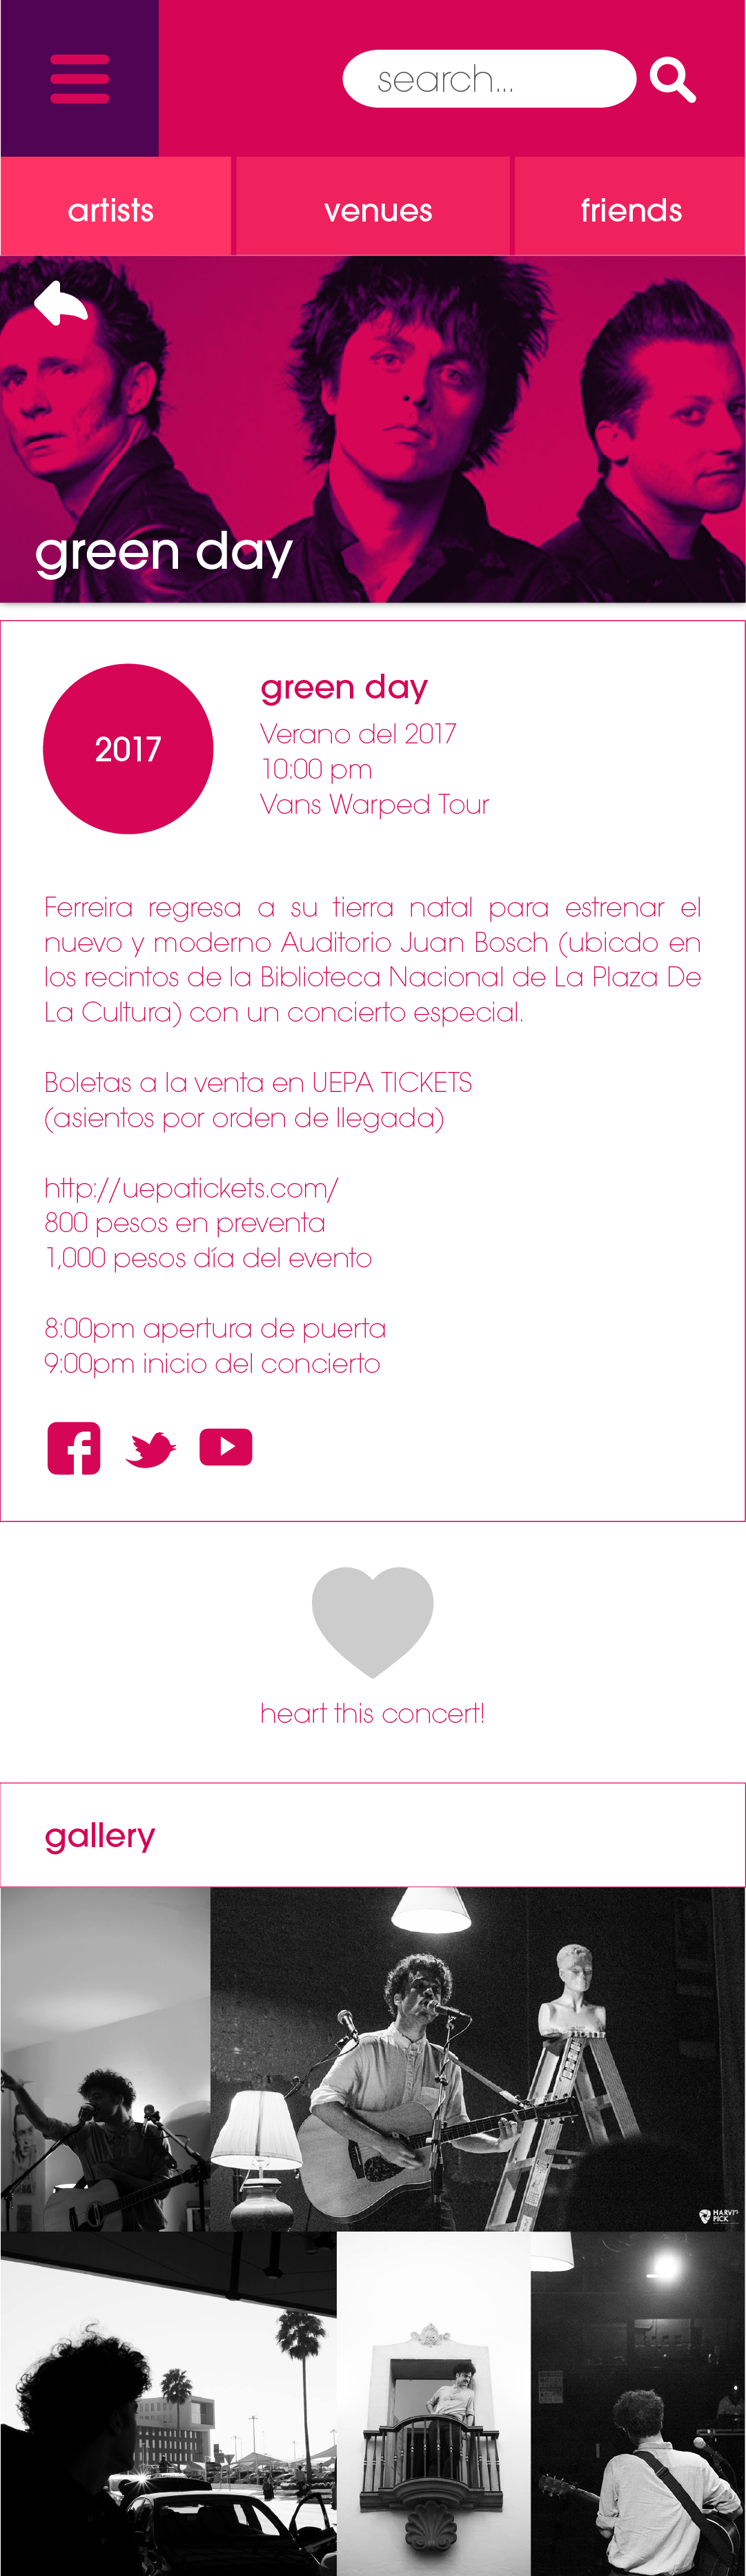 search...
artists
venues
friends
green day
2017
green day
Verano del 2017
10:00 pm
Vans Warped Tour
Ferreira regresa a su tierra natal para estrenar el
nuevo y moderno Auditorio Juan Bosch (ubicdo en
los recintos de la Biblioteca Nacional de La Plaza De
La Cultura) con un concierto especial.
Boletas a la venta en UEPA TICKETS
(asientos por orden de llegada)
http://uepatickets.com/
800 pesos en preventa
1,000 pesos día del evento
8:00pm apertura de puerta
9:00pm inicio del concierto
heart this concert!
gallery
HARVI'S
PICK